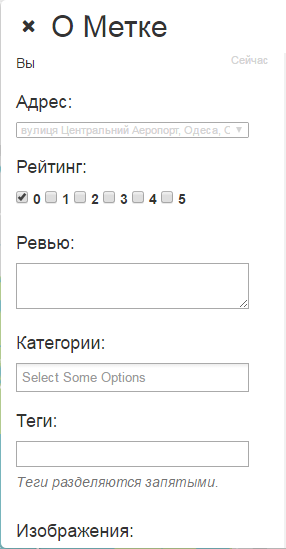 ✖ О Метке
Вы Сейчас
Адрес:
вулиця Центральний Аеропорт, Одеса, О ▼
Рейтинг:
0 1 2 3 4 5
Ревью:
Категории:
Select Some Options
Теги:
Теги разделяются запятыми.
Изображения: